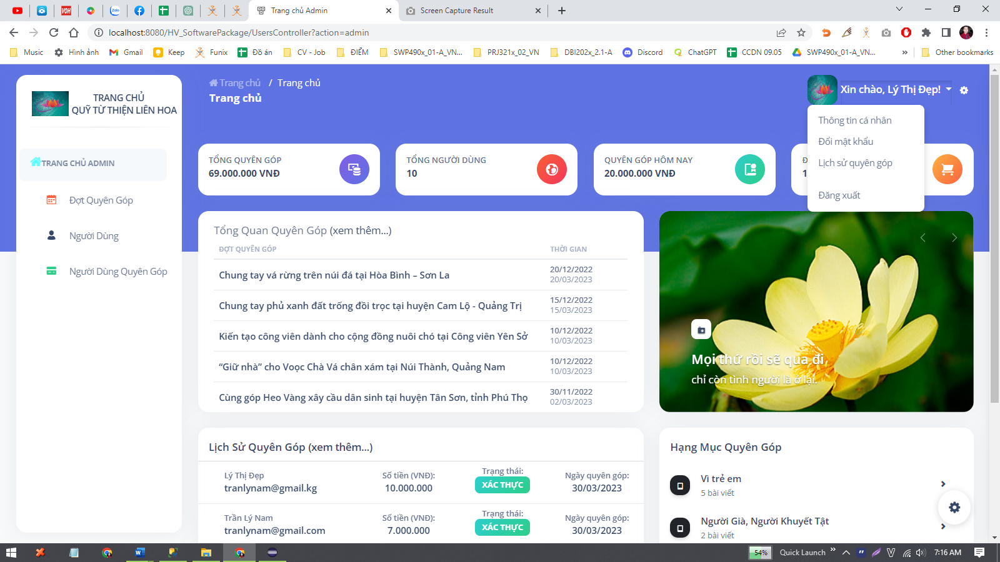 Trang chủ Admin
Screen Capture Result
localhost:8080/HV_SoftwarePackage/UsersController?action=admin
Music
Hình ảnh
Gmail
Keep
Funix
Đồ án
CV - Job
ĐIỂM
SWP490x_01-A_VN...
PRJ321x_02_VN
DBI202x_2.1-A
Discord
ChatGPT
CCDN 09.05
SWP490x_01-A_VN...
»
Other bookmarks
TRANG CHỦ
QUỸ TỪ THIỆN LIÊN HOA
TRANG CHỦ ADMIN
Đợt Quyên Góp
Người Dùng
Người Dùng Quyên Góp
Trang chủ / Trang chủ
Trang chủ
Xin chào, Lý Thị Đẹp!
Thông tin cá nhân
Đổi mật khẩu
Lịch sử quyên góp
Đăng xuất
TỔNG QUYÊN GÓP
69.000.000 VNĐ
TỔNG NGƯỜI DÙNG
10
QUYÊN GÓP HÔM NAY
20.000.000 VNĐ
Tổng Quan Quyên Góp (xem thêm...)
ĐỢT QUYÊN GÓP THỜI GIAN
Chung tay vá rừng trên núi đá tại Hòa Bình – Sơn La
20/12/2022
20/03/2023
Chung tay phủ xanh đất trống đồi trọc tại huyện Cam Lộ - Quảng Trị
15/12/2022
15/03/2023
Kiến tạo công viên dành cho cộng đồng nuôi chó tại Công viên Yên Sở
10/12/2022
10/03/2023
“Giữ nhà” cho Voọc Chà Vá chân xám tại Núi Thành, Quảng Nam
10/12/2022
10/03/2023
Cùng góp Heo Vàng xây cầu dân sinh tại huyện Tân Sơn, tỉnh Phú Thọ
30/11/2022
02/03/2023
Mọi thứ rồi sẽ qua đi
chỉ còn tình người là ở lại.
Lịch Sử Quyên Góp (xem thêm...)
Lý Thị Đẹp
tranlynam@gmail.kg
Số tiền (VNĐ):
10.000.000
Trạng thái:
XÁC THỰC
Ngày quyên góp:
30/03/2023
Trần Lý Nam
tranlynam@gmail.com
Số tiền (VNĐ):
7.000.000
Trạng thái:
XÁC THỰC
Ngày quyên góp:
30/03/2023
Hạng Mục Quyên Góp
Vì trẻ em
5 bài viết
Người Già, Người Khuyết Tật
2 bài viết
54%
Quick Launch
»
7:16 AM